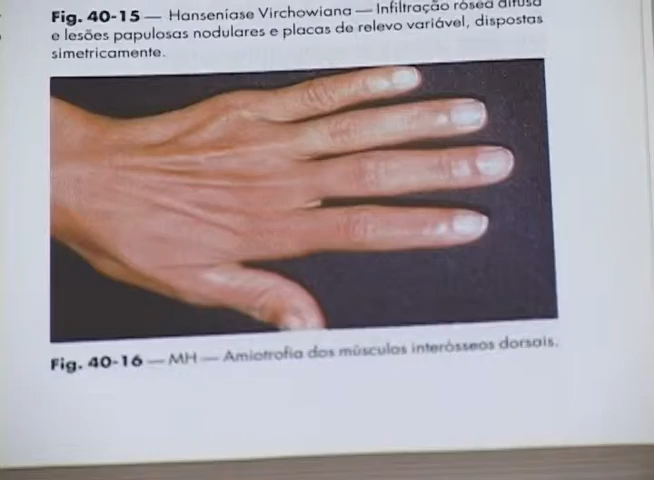 Fig. 40-15 — Hanseníase Virchowiana — Infiltração rósea difusa
e lesões papulosas nodulares e placas de relevo variável, dispostas
simetricamente.
Fig. 40-16 — MH — Amiotrofia dos músculos interósseos dorsais.